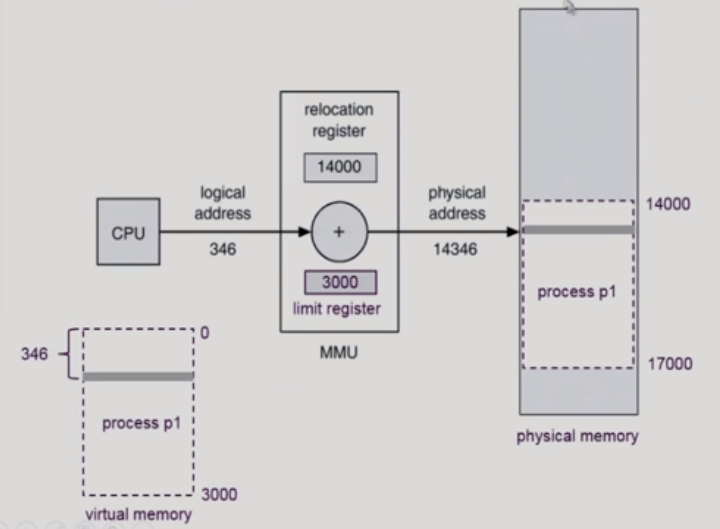 relocation
register
14000
logical
address
346
CPU
+
3000
limit register
MMU
physical
address
14346
14000
process p1
17000
physical memory
346
0
process p1
3000
virtual memory